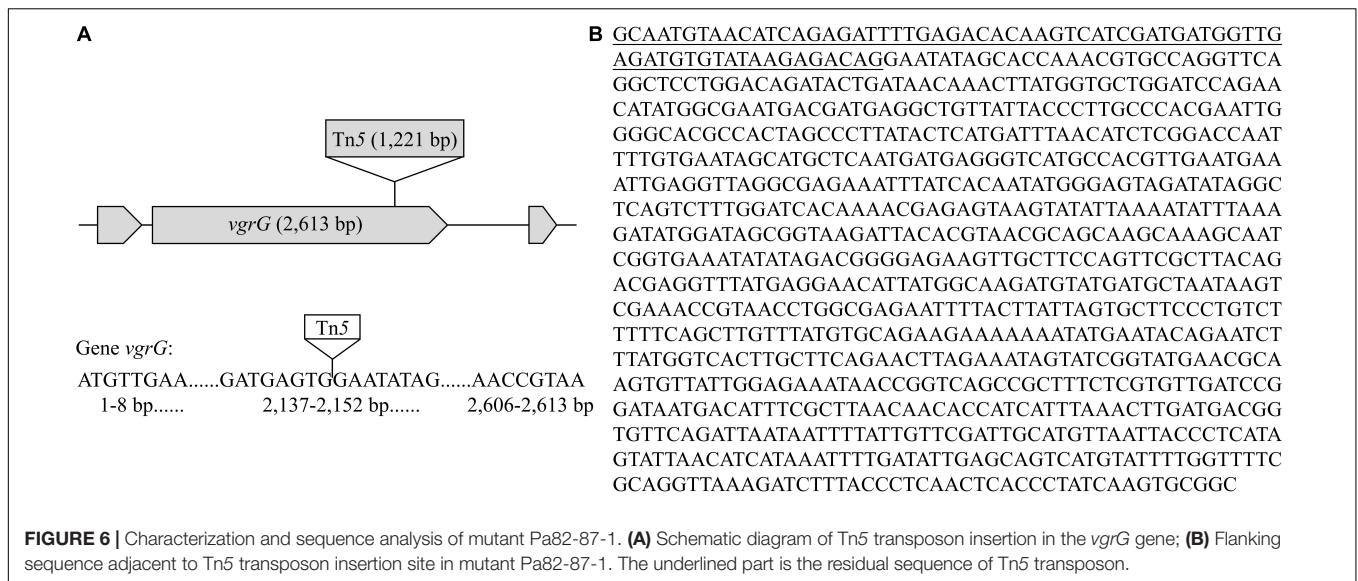 A
Tn5 (1,221 bp)
vgrG (2,613 bp)
Tn5
Gene vgrG:
ATGTTGAA......GATGAGTGGAATATAG......AACCGTAA
1-8 bp...... 2,137-2,152 bp...... 2,606-2,613 bp
B
GCAATGTAACATCAGAGATTTTGAGACACAAGTCATCGATGATGGTTG
AGATGTGTATAAGAGACAGGAATATAGCACCAAACGTGCCAGGTTCA
GGCTCCTGGACAGATACTGATAACAAACTTATGGTGCTGGATCCAGAA
CATATGGCGAATGACGATGAGGCTGTTATTACCCTTGCCCACGAATTG
GGGCACGCCACTAGCCCTTATACTCATGATTTAACATCTCGGACCAAT
TTTGTGAATAGCATGCTCAATGATGAGGGTCATGCCACGTTGAATGAA
ATTGAGGTTAGGCGAGAAATTTATCACAATATGGGAGTAGATATAGGC
TCAGTCTTTGGATCACAAAACGAGAGTAAGTATATTAAAATATTTAAA
GATATGGATAGCGGTAAGATTACACGTAACGCAGCAAGCAAAGCAAT
CGGTGAAATATATAGACGGGGAGAAGTTGCTTCCAGTTCGCTTACAG
ACGAGGTTTATGAGGAACATTATGGCAAGATGTATGATGCTAATAAGT
CGAAACCGTAACCTGGCGAGAATTTTACTTATTAGTGCTTCCCTGTCT
TTTTCAGCTTGTTTATGTGCAGAAGAAAAAAATATGAATACAGAATCT
TTATGGTCACTTGCTTCAGAACTTAGAAATAGTATCGGTATGAACGCA
AGTGTTATTGGAGAAATAACCGGTCAGCCGCTTTCTCGTGTTGATCCG
GATAATGACATTTCGCTTAACAACACCATCATTTAAACTTGATGACGG
TGTTCAGATTAATAATTTTATTGTTCGATTGCATGTTAATTACCCTCATA
GTATTAACATCATAAATTTTGATATTGAGCAGTCATGTATTTTGGTTTTC
GCAGGTTAAAGATCTTTACCCTCAACTCACCCTATCAAGTGCGGC
FIGURE 6 | Characterization and sequence analysis of mutant Pa82-87-1. (A) Schematic diagram of Tn5 transposon insertion in the vgrG gene; (B) Flanking
sequence adjacent to Tn5 transposon insertion site in mutant Pa82-87-1. The underlined part is the residual sequence of Tn5 transposon.